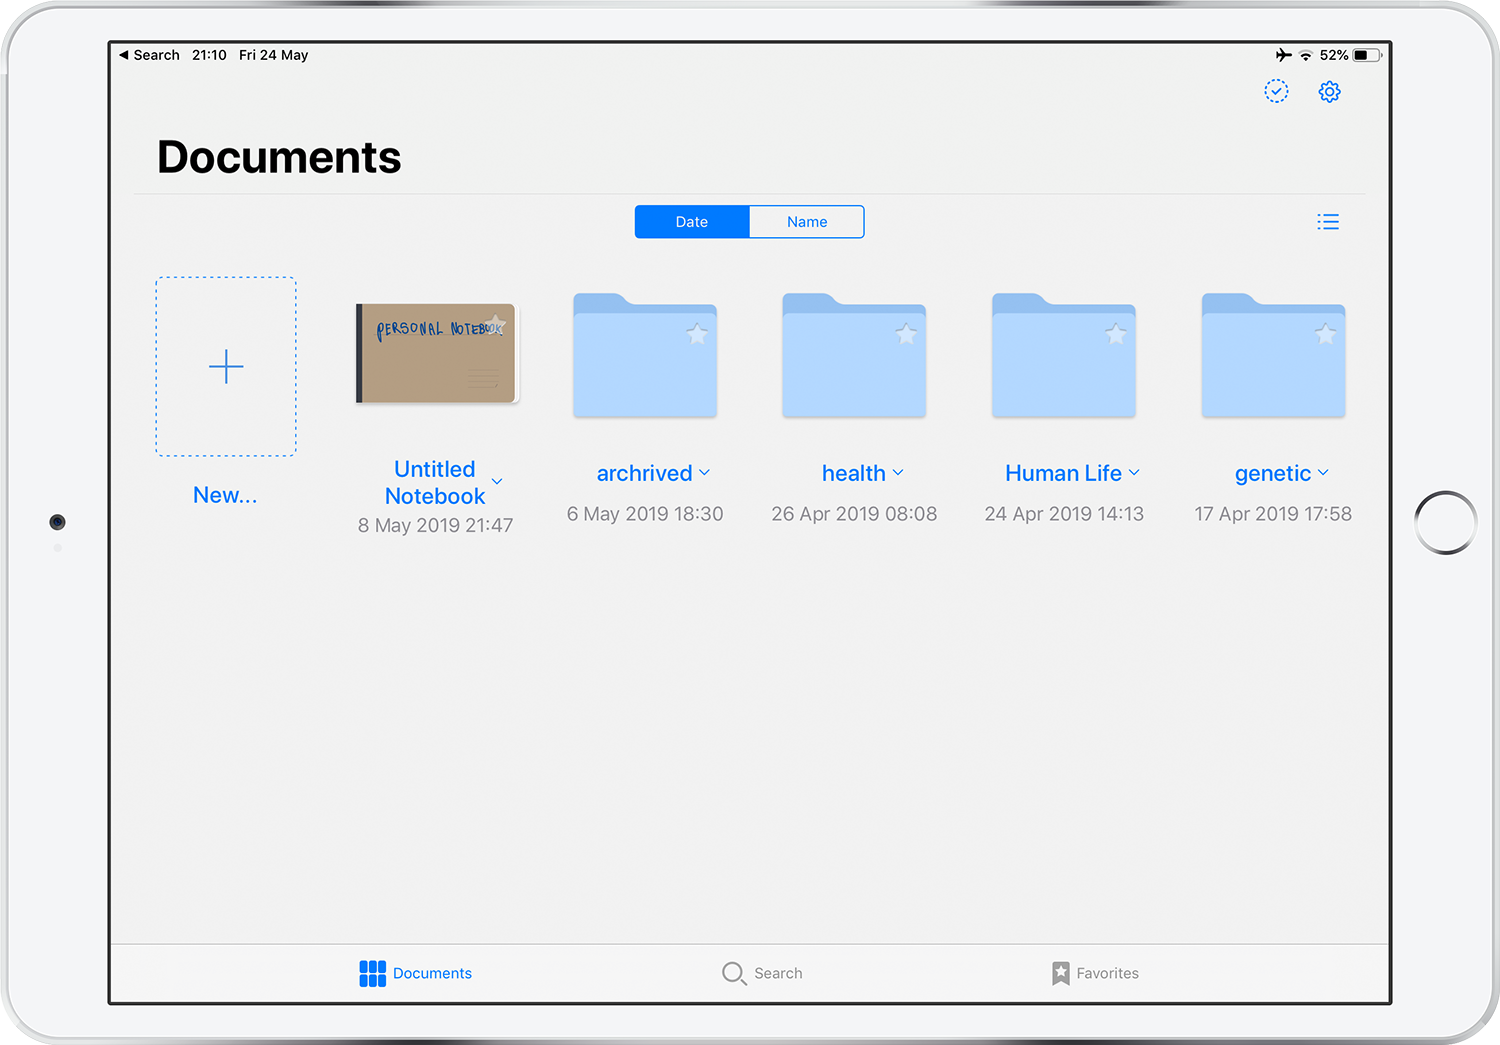 Search 21:10 Fri 24 May
52%
Documents
Date Name
PERSONAL NOTEBOOK
New...
Untitled
Notebook
8 May 2019 21:47
archrived
6 May 2019 18:30
health
26 Apr 2019 08:08
Human Life
24 Apr 2019 14:13
genetic
17 Apr 2019 17:58
Documents Search Favorites